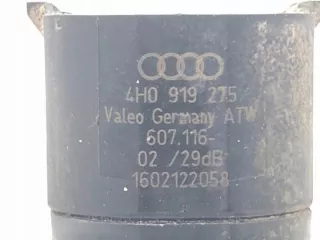 4H0 919 275
Valeo Germany ATW
607.116-
02 /29dB
1602122058